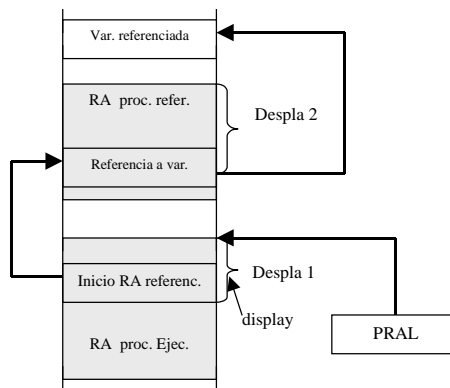 Var. referenciada
RA proc. refer.
Despla 2
Referencia a var.
Despla 1
Inicio RA referenc.
display
RA proc. Ejec.
PRAL